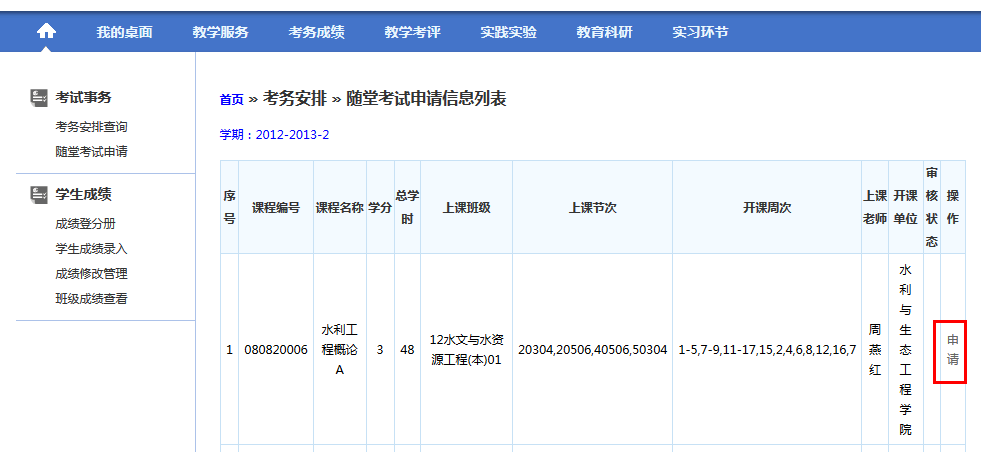 我的桌面 教学服务 考务成绩 教学考评 实践实验 教育科研 实习环节
考试事务
考务安排查询
随堂考试申请
学生成绩
成绩登分册
学生成绩录入
成绩修改管理
班级成绩查看
首页 » 考务安排 » 随堂考试申请信息列表
学期：2012-2013-2
序号 课程编号 课程名称 学分 总学时 上课班级 上课节次 开课周次 上课老师 开课单位 审核状态 操作
1 080820006 水利工程概论A 3 48 12水文与水资源工程(本)01 20304,20506,40506,50304 1-5,7-9,11-17,15,2,4,6,8,12,16,7 周燕红 水利与生态工程学院 申请